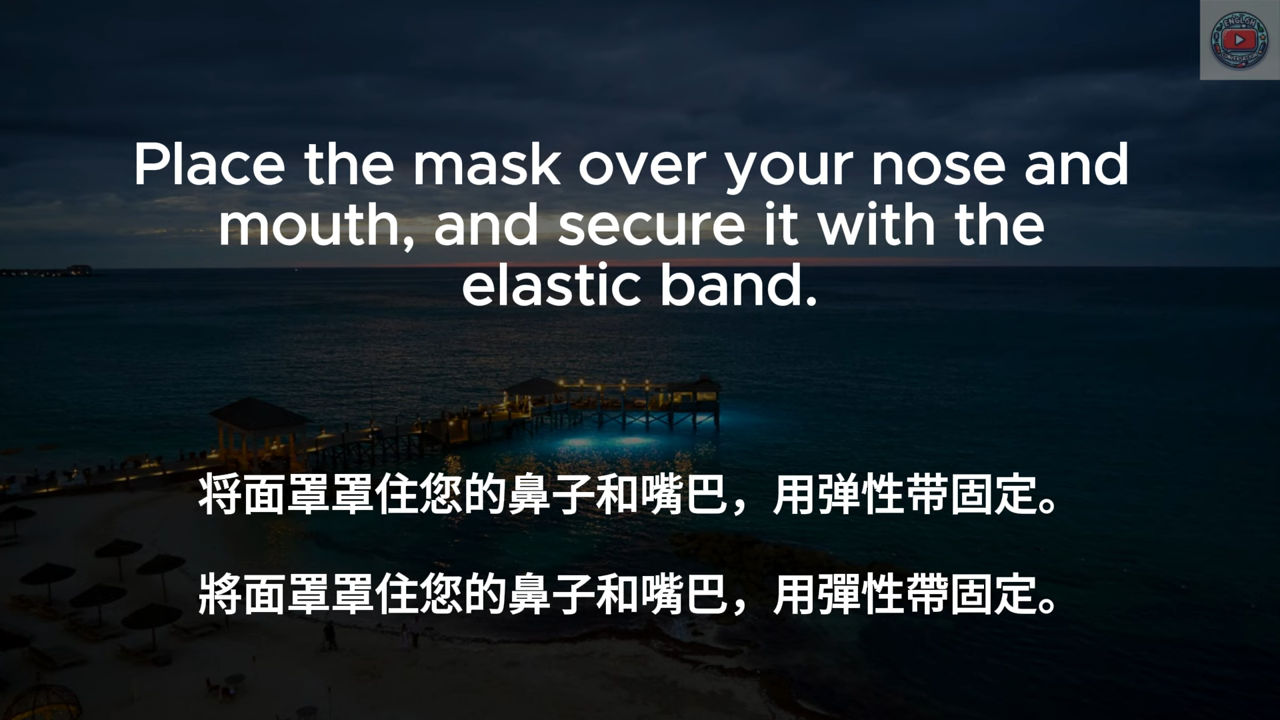 Place the mask over your nose and
mouth, and secure it with the
elastic band.
将面罩罩住您的鼻子和嘴巴，用弹性带固定。
將面罩罩住您的鼻子和嘴巴，用彈性帶固定。